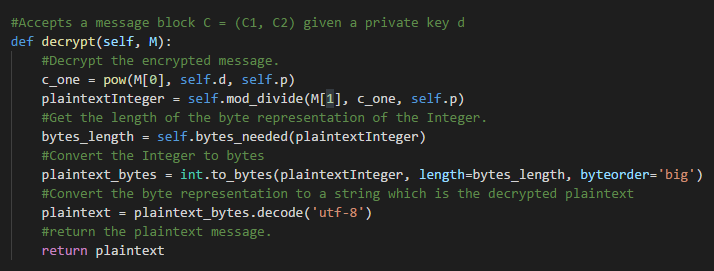 #Accepts a message block C = (C1, C2) given a private key d
def decrypt(self, M):
    #Decrypt the encrypted message.
    c_one = pow(M[0], self.d, self.p)
    plaintextInteger = self.mod_divide(M[1], c_one, self.p)
    #Get the length of the byte representation of the Integer.
    bytes_length = self.bytes_needed(plaintextInteger)
    #Convert the Integer to bytes
    plaintext_bytes = int.to_bytes(plaintextInteger, length=bytes_length, byteorder='big')
    #Convert the byte representation to a string which is the decrypted plaintext
    plaintext = plaintext_bytes.decode('utf-8')
    #return the plaintext message.
    return plaintext